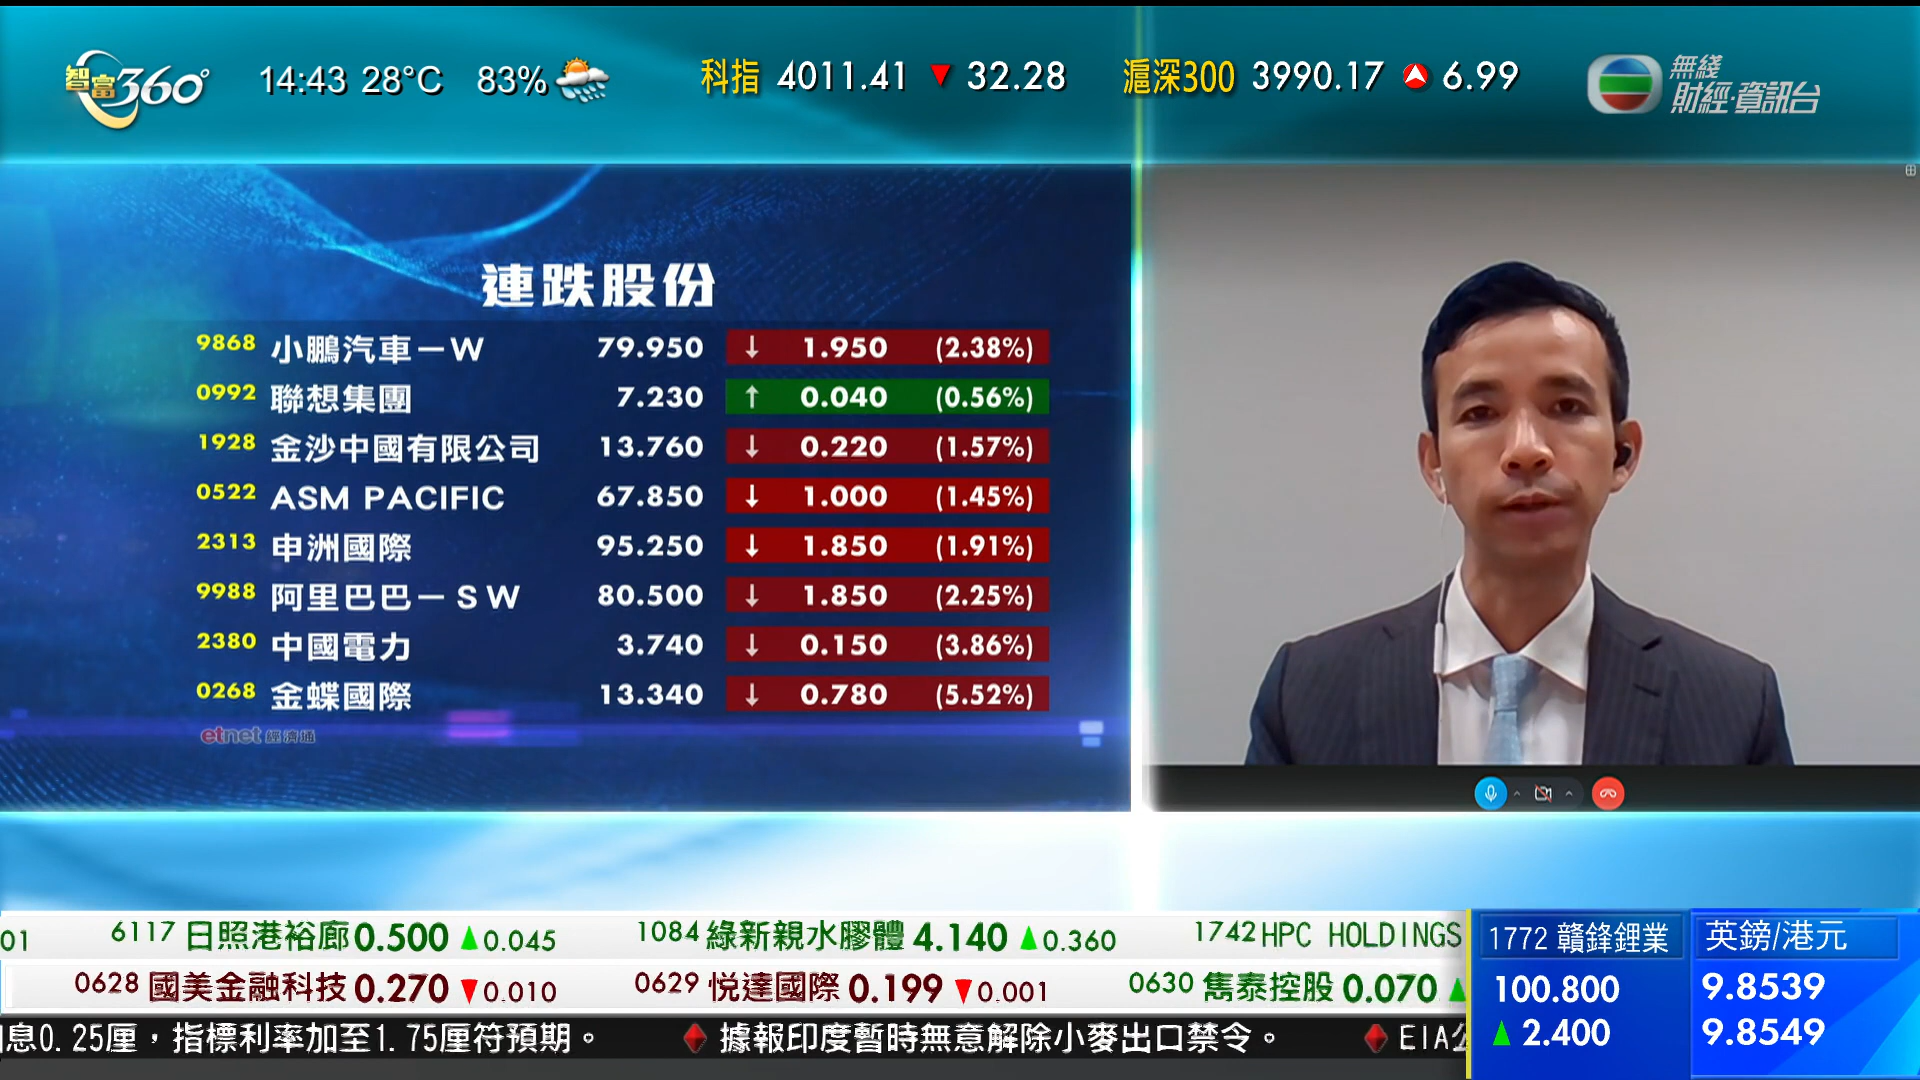 智富360°
14:43 28°C 83%
科指 4011.41 ▼ 32.28
滬深300 3990.17 ▲ 6.99
無綫
財經·資訊台
連跌股份
9868 小鵬汽車－W 79.950 ↓ 1.950 (2.38%)
0992 聯想集團 7.230 ↑ 0.040 (0.56%)
1928 金沙中國有限公司 13.760 ↓ 0.220 (1.57%)
0522 ASM PACIFIC 67.850 ↓ 1.000 (1.45%)
2313 申洲國際 95.250 ↓ 1.850 (1.91%)
9988 阿里巴巴－ＳＷ 80.500 ↓ 1.850 (2.25%)
2380 中國電力 3.740 ↓ 0.150 (3.86%)
0268 金蝶國際 13.340 ↓ 0.780 (5.52%)
etnet 經濟通
01 6117 日照港裕廊 0.500 ▲ 0.045 1084 綠新親水膠體 4.140 ▲ 0.360 1742 HPC HOLDINGS
0628 國美金融科技 0.270 ▼ 0.010 0629 悦達國際 0.199 ▼ 0.001 0630 雋泰控股 0.070 ▲
息0.25厘，指標利率加至1.75厘符預期。 ◆ 據報印度暫時無意解除小麥出口禁令。 ◆ EIA公
1772 贛鋒鋰業
100.800
▲ 2.400
英鎊/港元
9.8539
9.8549